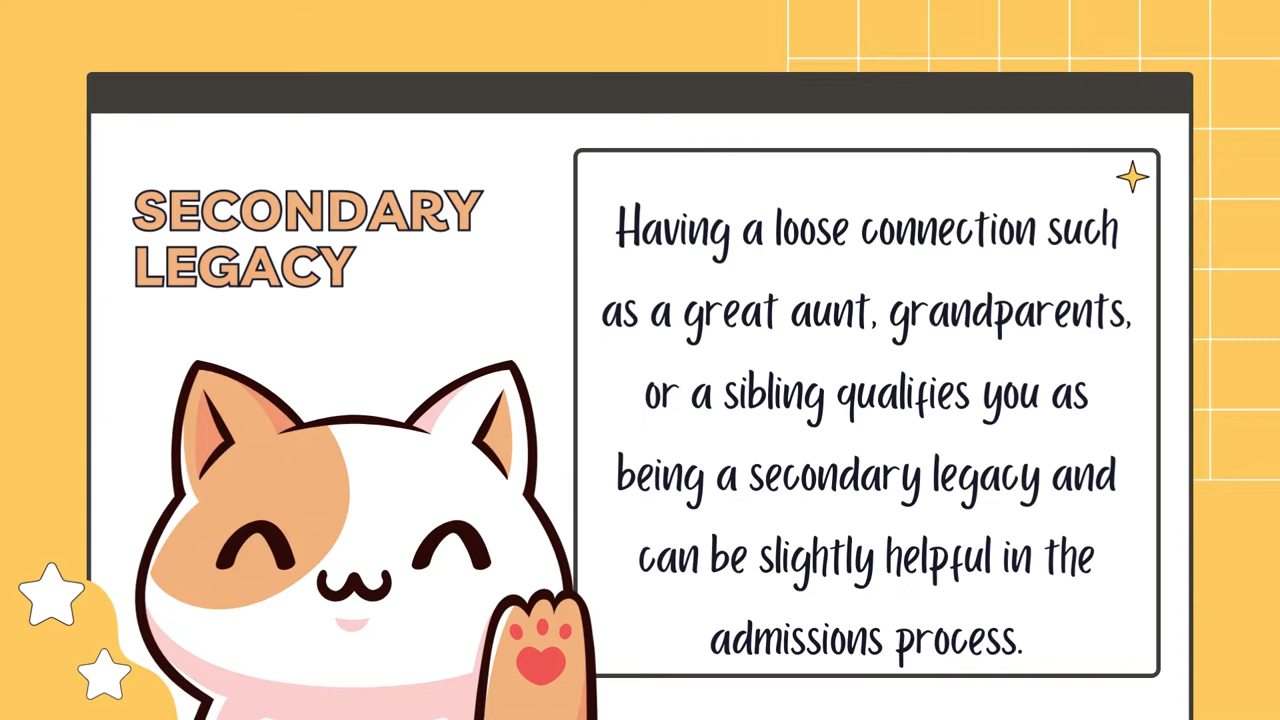 SECONDARY
LEGACY
Having a loose connection such
as a great aunt, grandparents,
or a sibling qualifies you as
being a secondary legacy and
can be slightly helpful in the
admissions process.